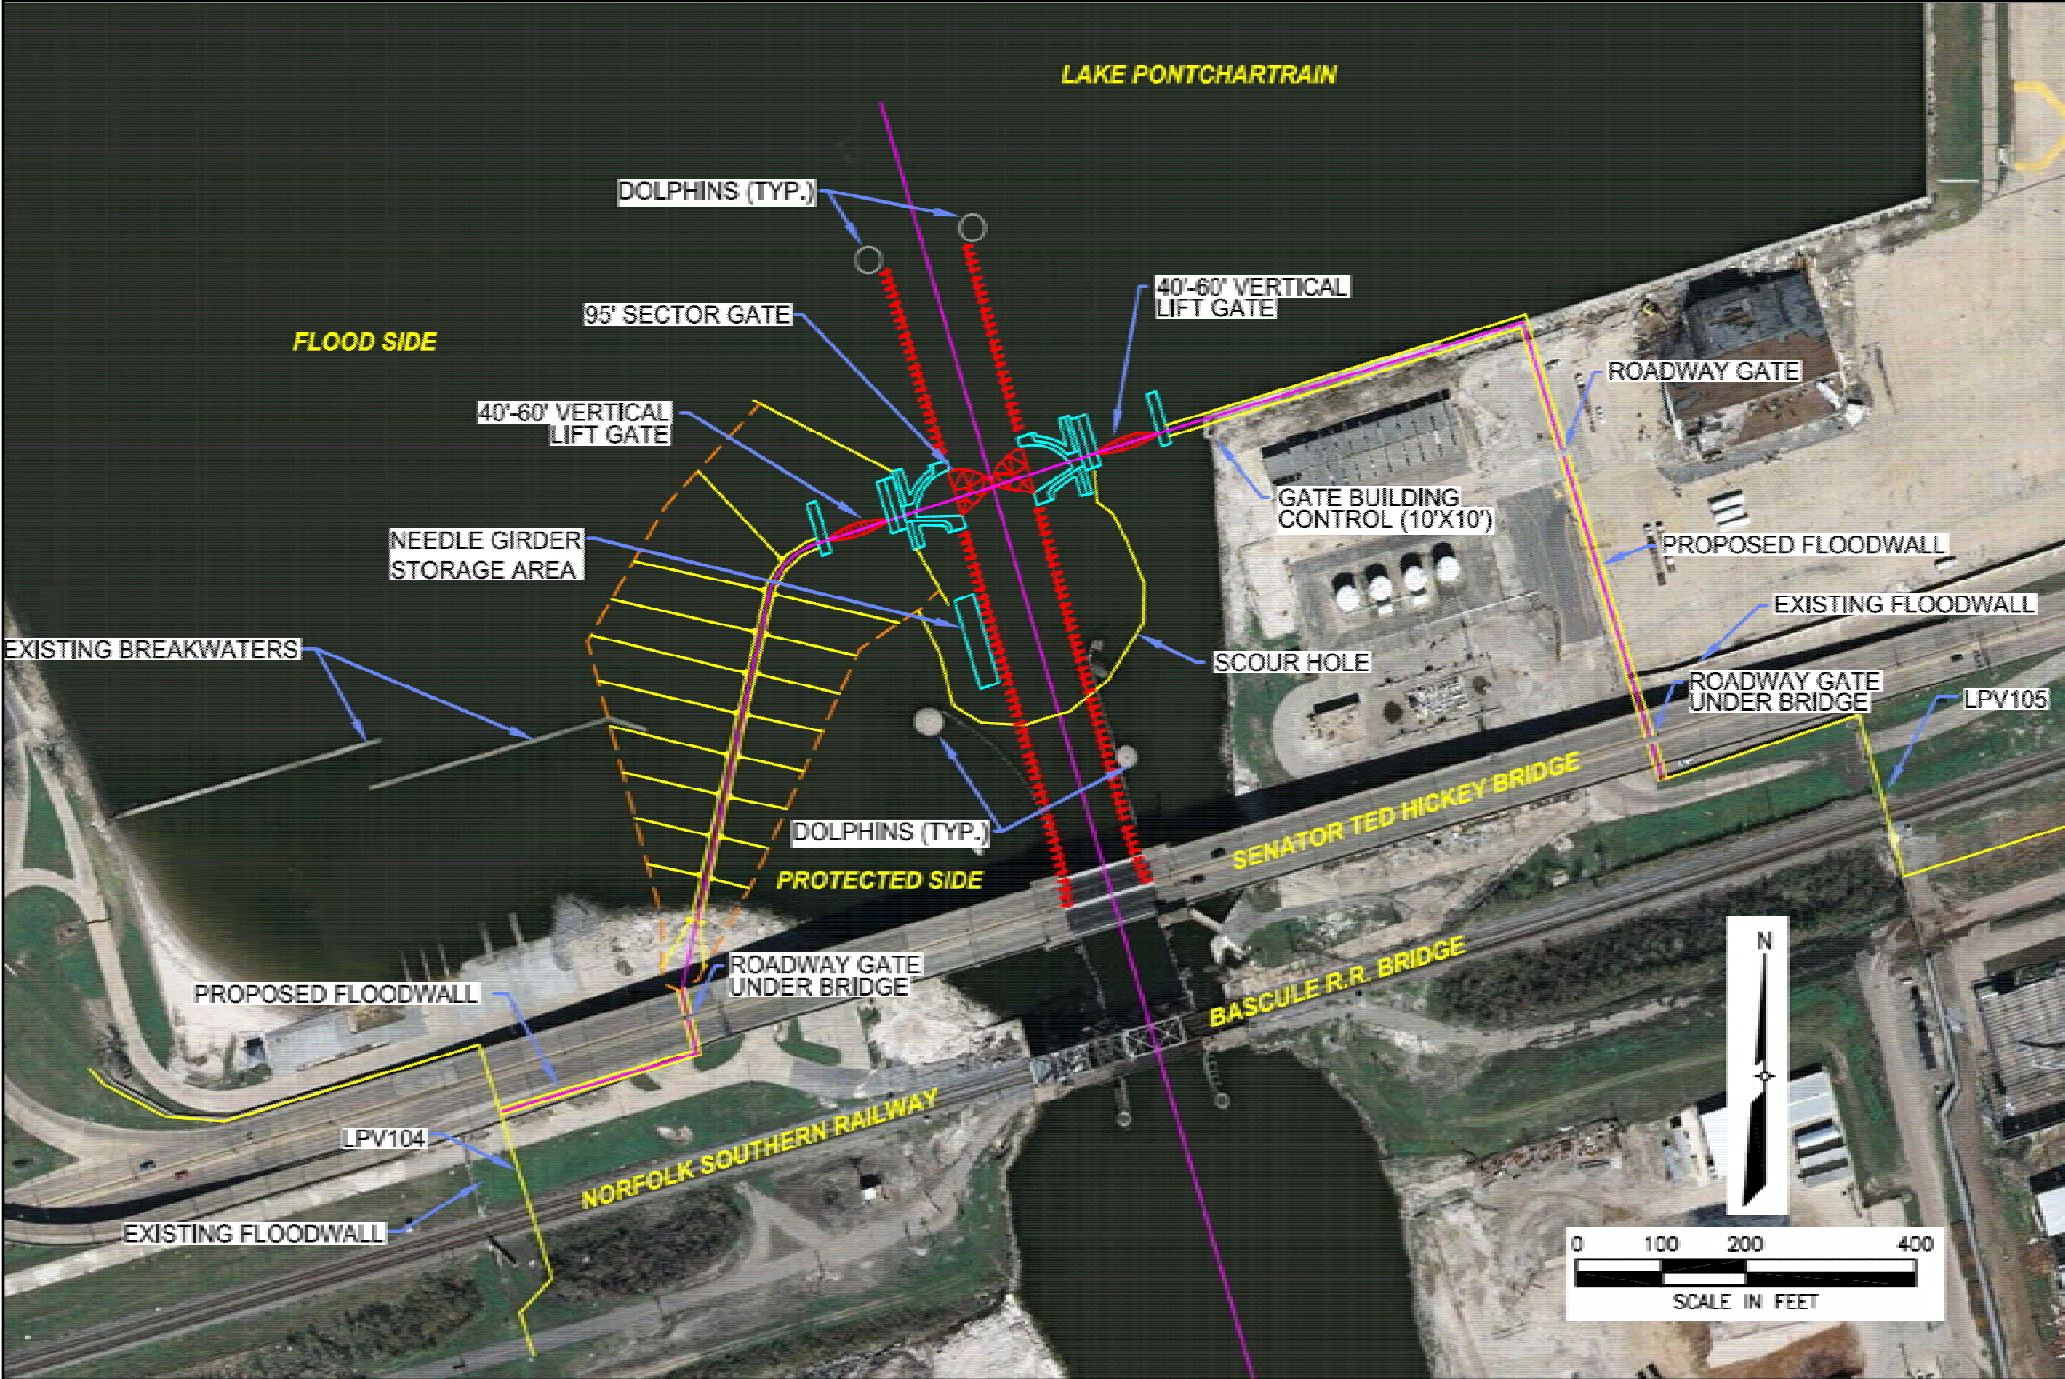 LAKE PONTCHARTRAIN
DOLPHINS (TYP.)
40'-60' VERTICAL
LIFT GATE
95' SECTOR GATE
FLOOD SIDE
ROADWAY GATE
40'-60' VERTICAL
LIFT GATE
GATE BUILDING
CONTROL (10'X10')
NEEDLE GIRDER
STORAGE AREA
PROPOSED FLOODWALL
EXISTING FLOODWALL
EXISTING BREAKWATERS
SCOUR HOLE
ROADWAY GATE
UNDER BRIDGE
LPV105
DOLPHINS (TYP.)
SENATOR TED HICKEY BRIDGE
PROTECTED SIDE
ROADWAY GATE
UNDER BRIDGE
PROPOSED FLOODWALL
BASCULE R.R. BRIDGE
N
LPV104
NORFOLK SOUTHERN RAILWAY
EXISTING FLOODWALL
0 100 200 400
SCALE IN FEET